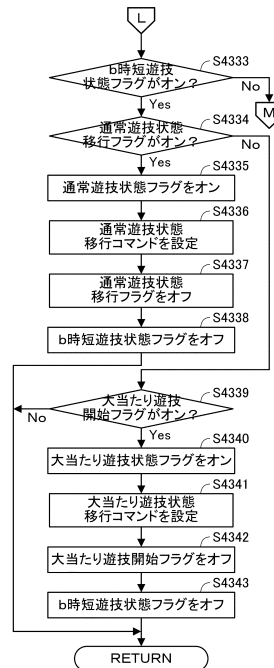 L
S4333
b時短遊技
状態フラグがオン？
No
M
Yes
S4334
通常遊技状態
移行フラグがオン？
No
Yes
S4335
通常遊技状態フラグをオン
S4336
通常遊技状態
移行コマンドを設定
S4337
通常遊技状態
移行フラグをオフ
S4338
b時短遊技状態フラグをオフ
S4339
大当たり遊技
開始フラグがオン？
No
Yes
S4340
大当たり遊技状態フラグをオン
S4341
大当たり遊技状態
移行コマンドを設定
S4342
大当たり遊技開始フラグをオフ
S4343
b時短遊技状態フラグをオフ
RETURN